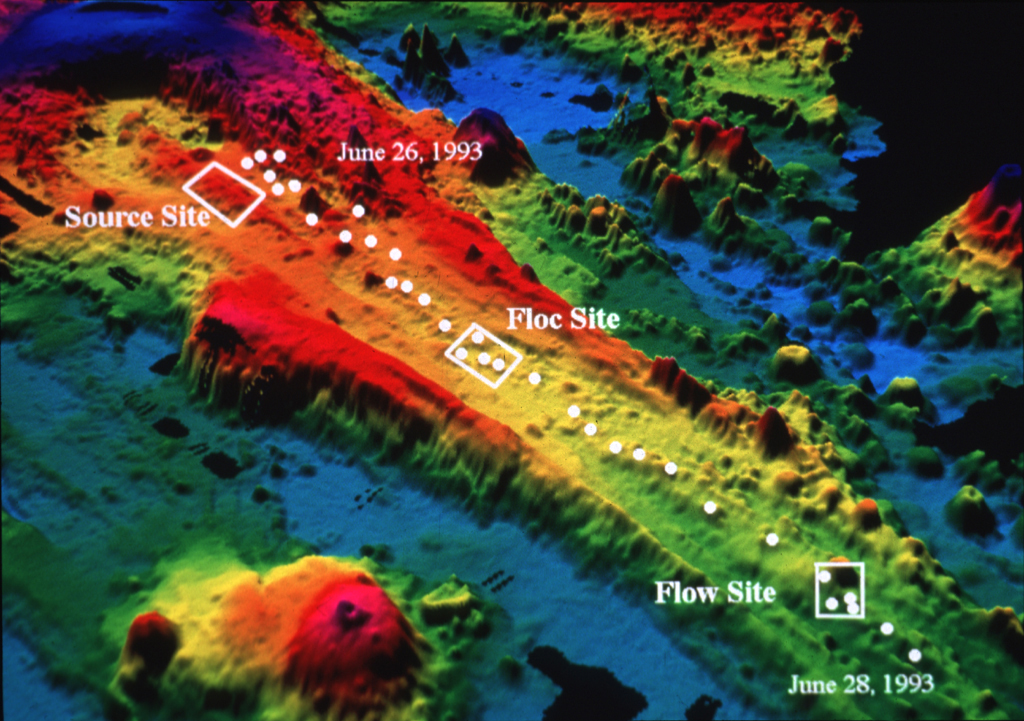 June 26, 1993
Source Site
Floc Site
Flow Site
June 28, 1993